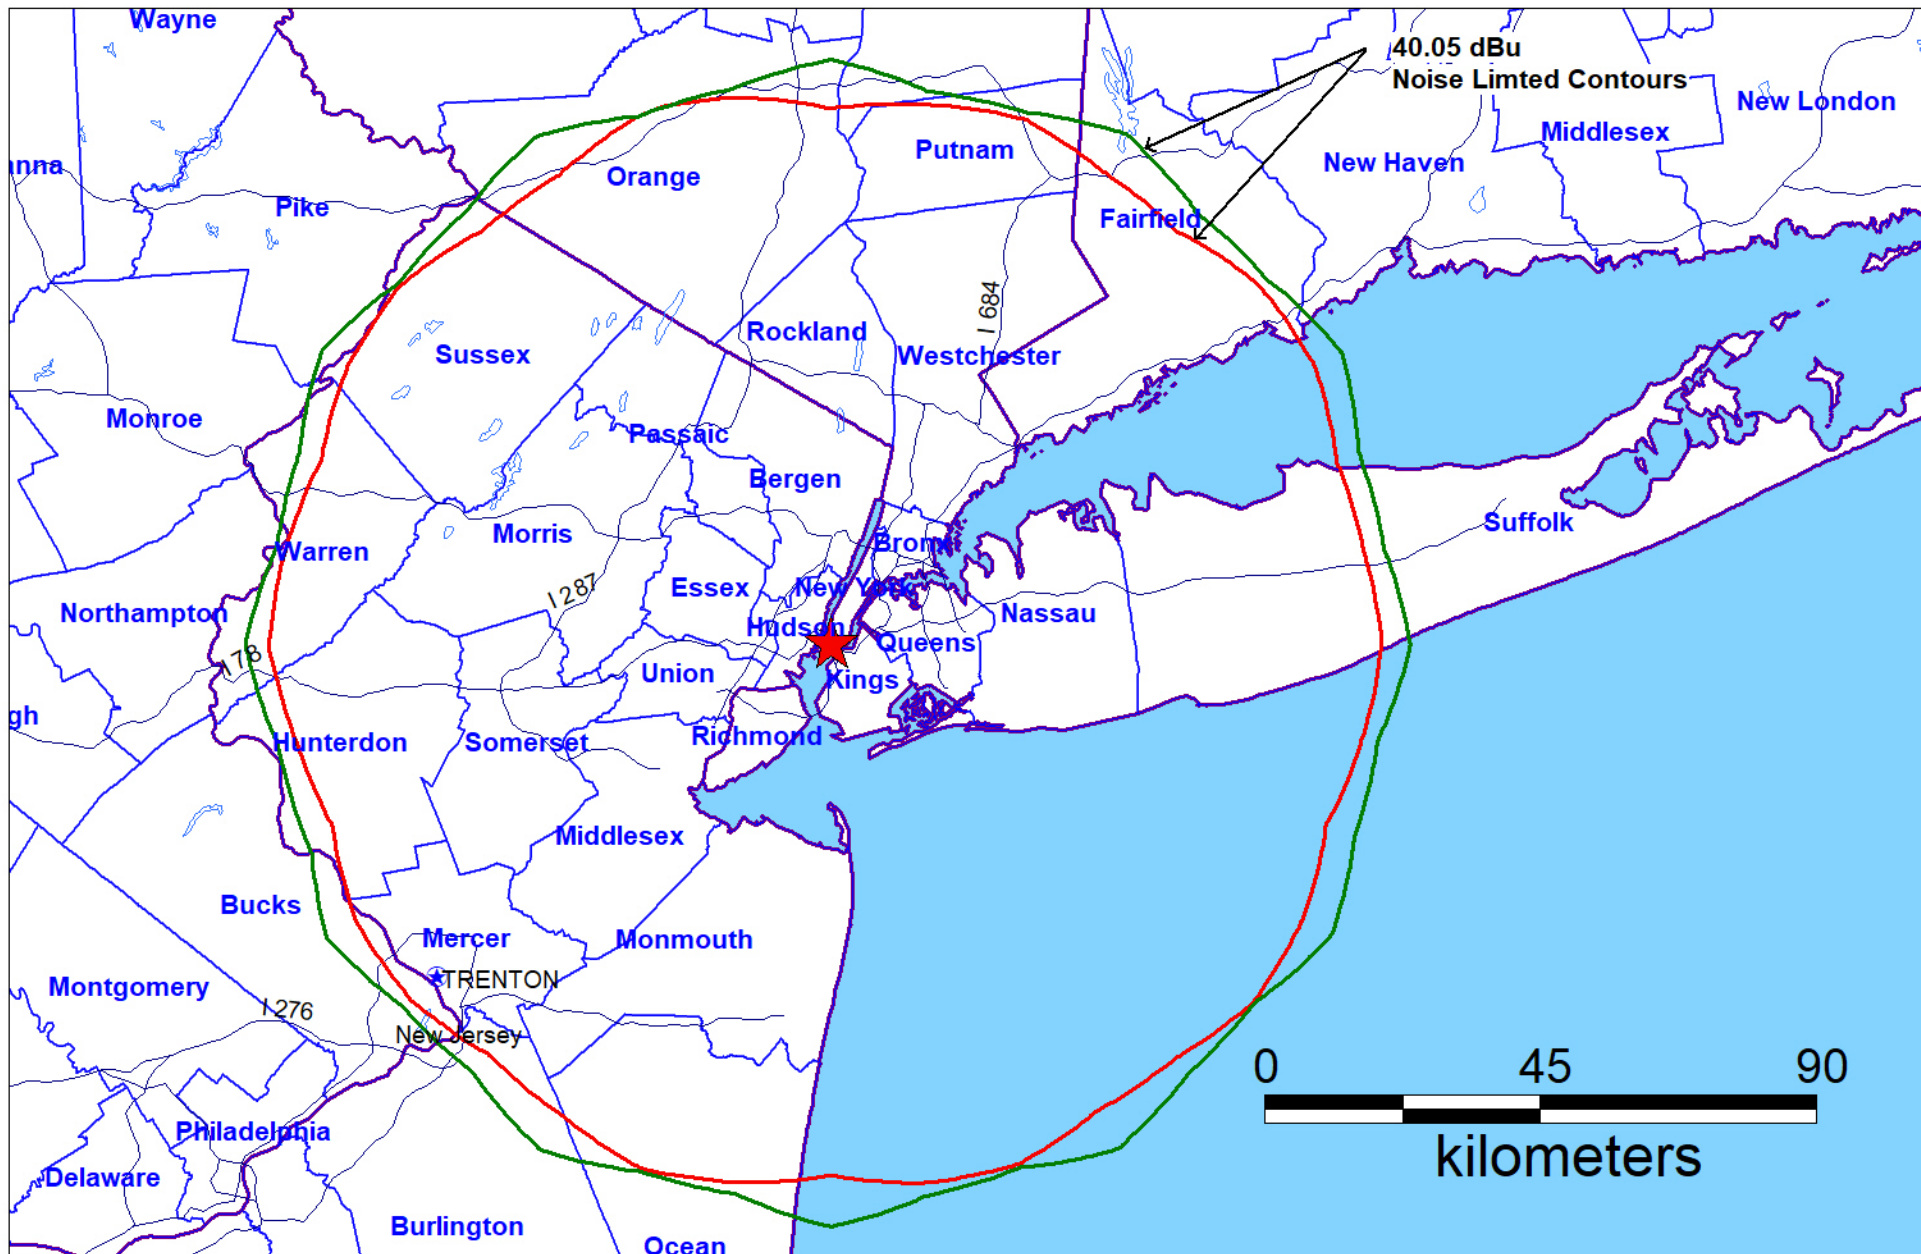 Wayne
40.05 dBu
Noise Limted Contours
New London
Middlesex
Putnam
New Haven
nna
Orange
Pike
Fairfield
I 684
Rockland
Sussex
Westchester
Monroe
Passaic
Bergen
Suffolk
Morris
Bronx
Warren
I 287
Essex
New York
Northampton
Nassau
Hudson
Queens
I 78
Union
Kings
gh
Hunterdon
Somerset
Richmond
Middlesex
Bucks
Mercer
Monmouth
TRENTON
Montgomery
I 276
New Jersey
0 45 90
kilometers
Philadelphia
Delaware
Burlington
Ocean